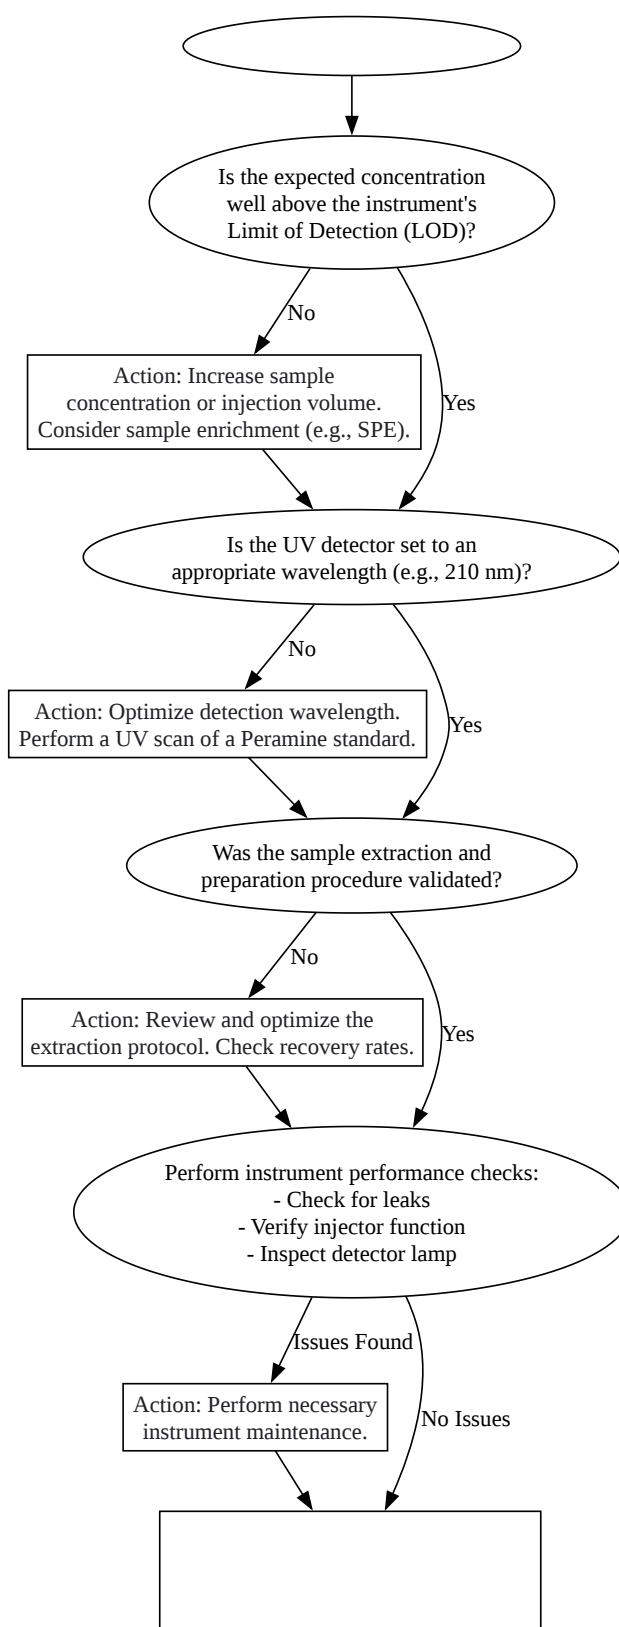 Is the expected concentration
well above the instrument's
Limit of Detection (LOD)?
No
Action: Increase sample
concentration or injection volume.
Consider sample enrichment (e.g., SPE).
Yes
Is the UV detector set to an
appropriate wavelength (e.g., 210 nm)?
No
Action: Optimize detection wavelength.
Perform a UV scan of a Peramine standard.
Yes
Was the sample extraction and
preparation procedure validated?
No
Action: Review and optimize the
extraction protocol. Check recovery rates.
Yes
Perform instrument performance checks:
- Check for leaks
- Verify injector function
- Inspect detector lamp
Issues Found
Action: Perform necessary
instrument maintenance.
No Issues